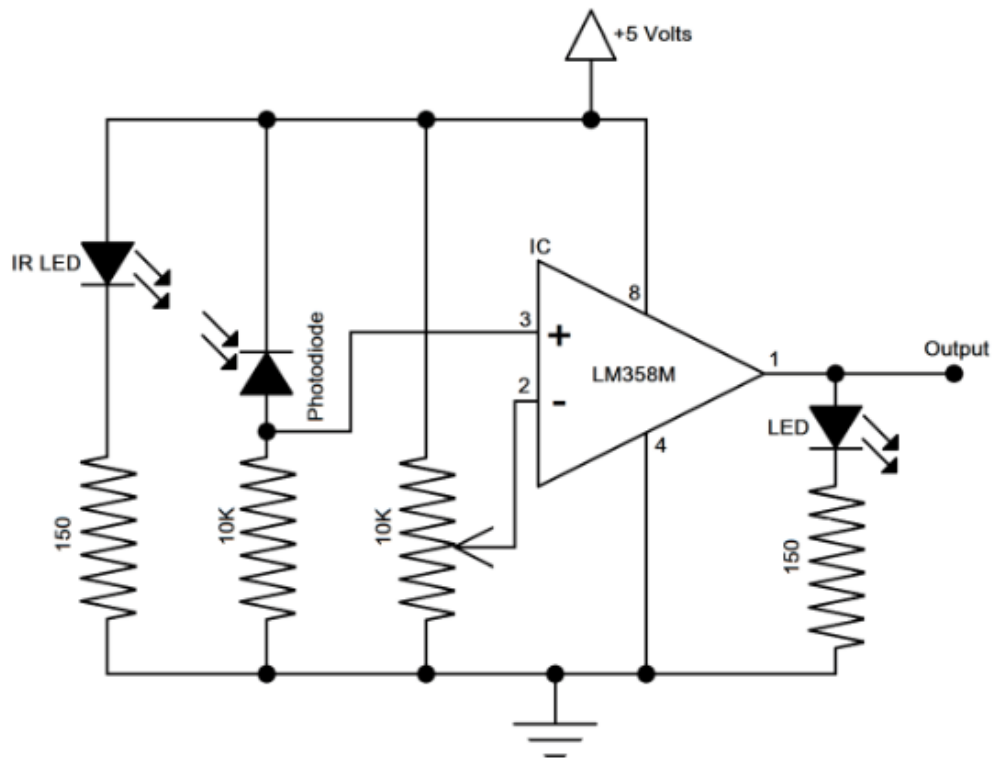 +5 Volts
IC
IR LED
8
3
+
Photodiode
LM358M
1
Output
2
-
LED
4
150
10K
10K
150